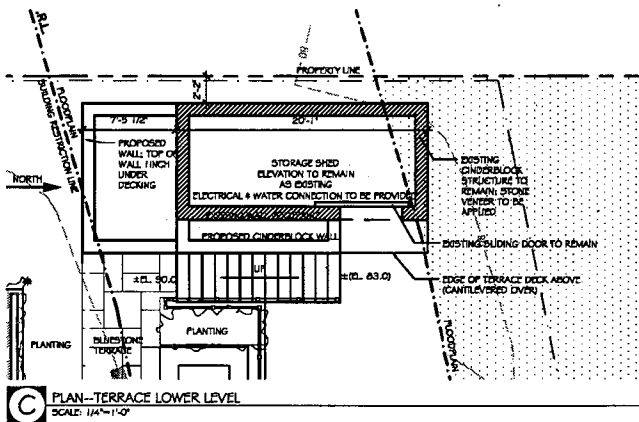 R.L.
FLOODPLAIN
BUILDING RESTRICTION LINE
80
PROPERTY LINE
2'-2"
7'-5 1/2"
20'-1"
PROPOSED
WALL; TOP OF
WALL 1 INCH
UNDER
DECKING
NORTH
STORAGE SHED
ELEVATION TO REMAIN
AS EXISTING
ELECTRICAL & WATER CONNECTION TO BE PROVIDE
EXISTING
CINDERBLOCK
STRUCTURE TO
REMAIN; STONE
VENEER TO BE
APPLIED
PROPOSED CINDERBLOCK WALL
EXISTING SLIDING DOOR TO REMAIN
±EL. 90.0
UP
±(EL. 83.0)
EDGE OF TERRACE DECK ABOVE
(CANTILEVERED OVER)
PLANTING
BLUESTONE
TERRACE
PLANTING
FLOODPLAIN
C
PLAN--TERRACE LOWER LEVEL
SCALE: 1/4"=1'-0"